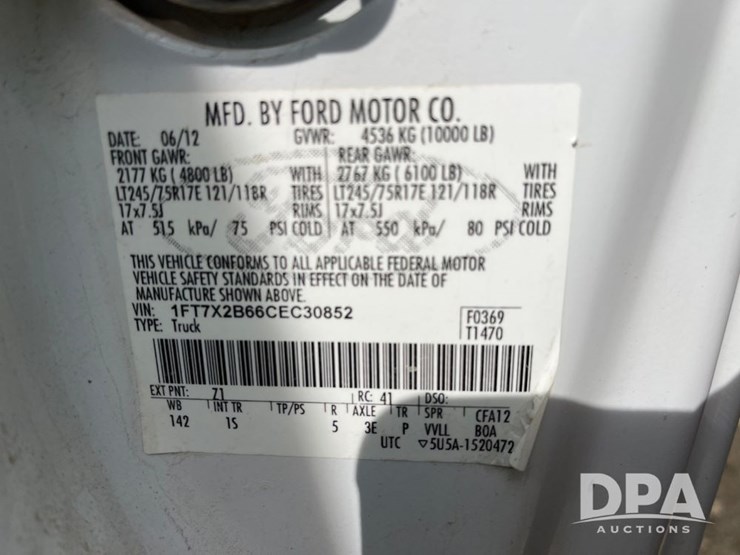 MFD. BY FORD MOTOR CO.
DATE: 06/12 GVWR: 4536 KG (10000 LB)
FRONT GAWR: REAR GAWR:
2177 KG ( 4800 LB) WITH 2767 KG ( 6100 LB) WITH
LT245/75R17E 121/118R TIRES LT245/75R17E 121/118R TIRES
17x7.5J RIMS 17x7.5J RIMS
AT 515 kPa/ 75 PSI COLD AT 550 kPa/ 80 PSI COLD
THIS VEHICLE CONFORMS TO ALL APPLICABLE FEDERAL MOTOR
VEHICLE SAFETY STANDARDS IN EFFECT ON THE DATE OF
MANUFACTURE SHOWN ABOVE.
VIN: 1FT7X2B66CEC30852 F0369
TYPE: Truck T1470
EXT PNT: Z1 RC: 41 DSO:
WB INT TR TP/PS R AXLE TR SPR CFA12
142 1S 5 3E P VVLL BOA
UTC ▽5U5A-1520472
DPA
AUCTIONS